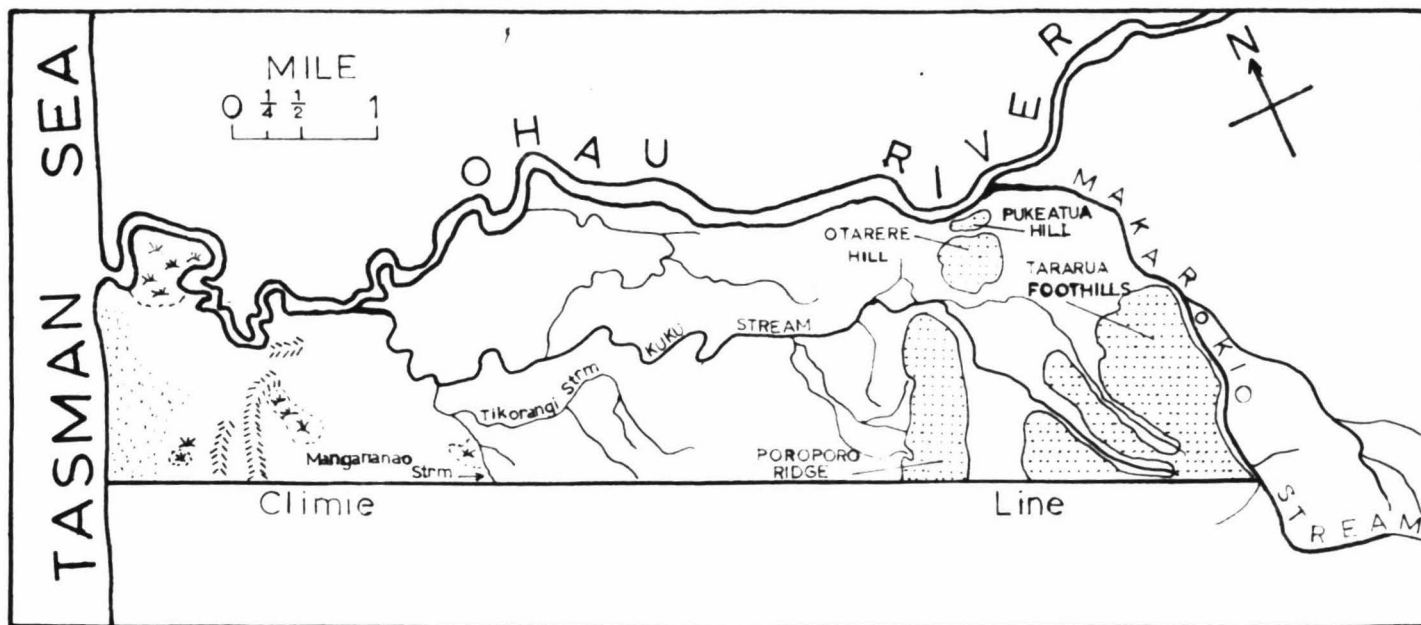 TASMAN SEA
MILE
0 ¼ ½ 1
OHAU RIVER
N
MAKAROKIO STREAM
PUKEATUA
HILL
OTARERE
HILL
TARARUA
FOOTHILLS
KUKU STREAM
Tikorangi Strm
Mangananao
Strm
POROPORO
RIDGE
Climie Line